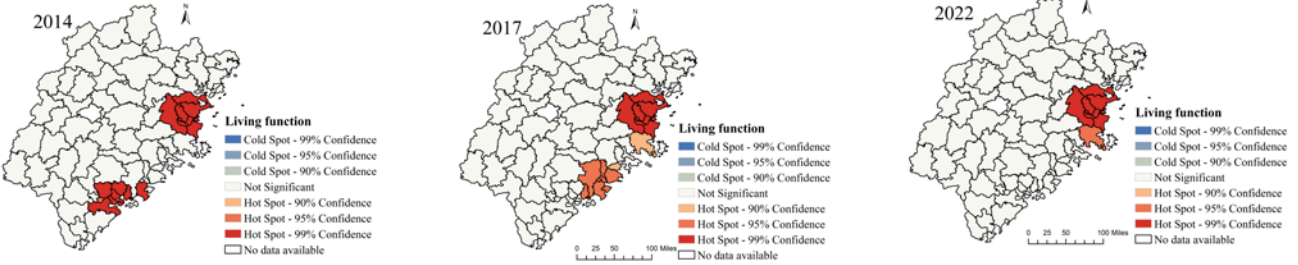 2014
N
Living function
Cold Spot - 99% Confidence
Cold Spot - 95% Confidence
Cold Spot - 90% Confidence
Not Significant
Hot Spot - 90% Confidence
Hot Spot - 95% Confidence
Hot Spot - 99% Confidence
No data available
2017
N
Living function
Cold Spot - 99% Confidence
Cold Spot - 95% Confidence
Cold Spot - 90% Confidence
Not Significant
Hot Spot - 90% Confidence
Hot Spot - 95% Confidence
Hot Spot - 99% Confidence
No data available
0 25 50 100 Miles
2022
Living function
Cold Spot - 99% Confidence
Cold Spot - 95% Confidence
Cold Spot - 90% Confidence
Not Significant
Hot Spot - 90% Confidence
Hot Spot - 95% Confidence
Hot Spot - 99% Confidence
No data available
0 25 50 100 Miles